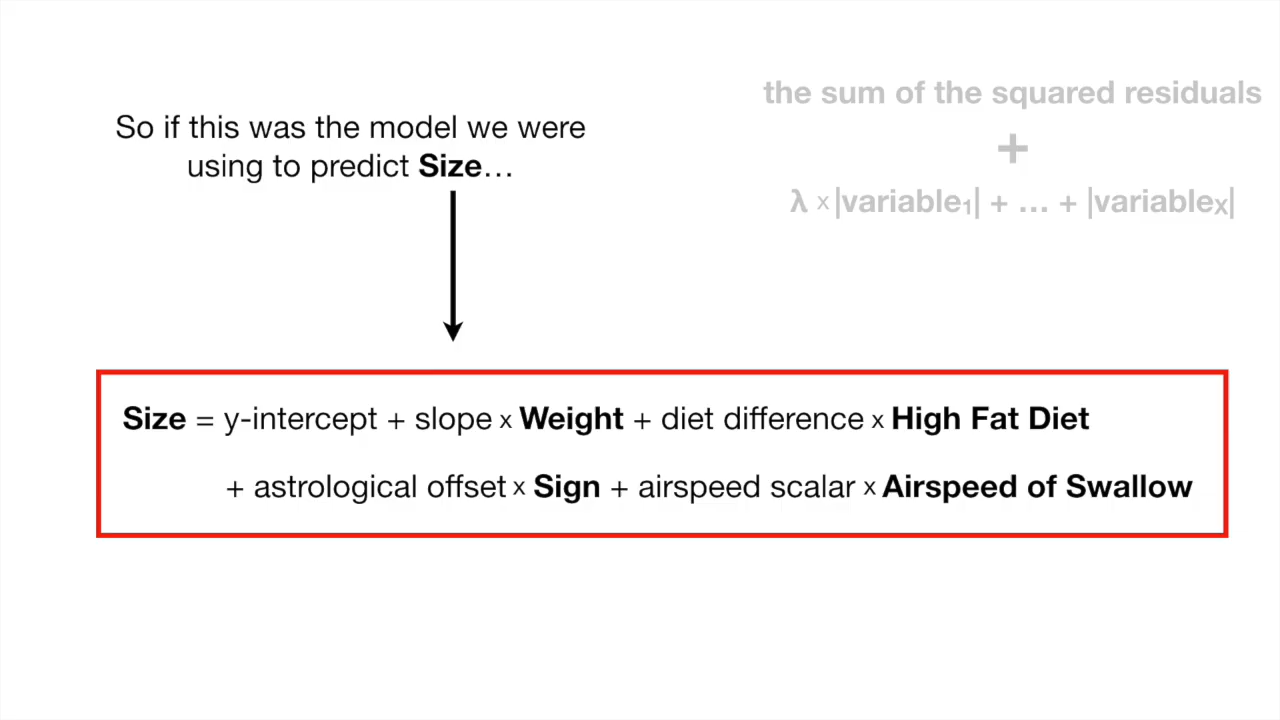 So if this was the model we were
using to predict Size…
the sum of the squared residuals
+
λ x |variable₁| + … + |variableₓ|
Size = y-intercept + slope x Weight + diet difference x High Fat Diet
+ astrological offset x Sign + airspeed scalar x Airspeed of Swallow